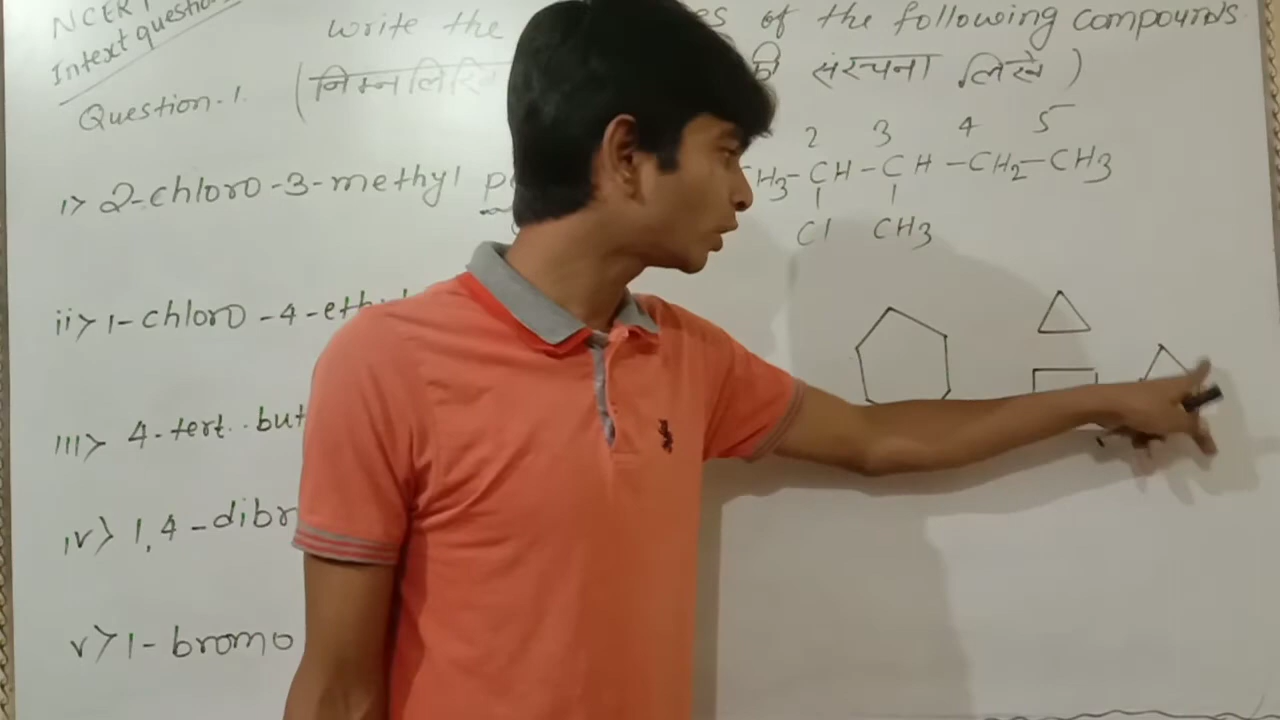 NCERT
Intext question
Write the es of the following compounds
Question.1. (निम्नलिखि की संरचना लिखे )
2 3 4 5
i> 2-chloro-3-methyl H3-CH-CH-CH2-CH3
Cl CH3
ii> 1-chloro-4-eth
iii> 4-tert. but
iv> 1,4-dibr
v> 1-bromo